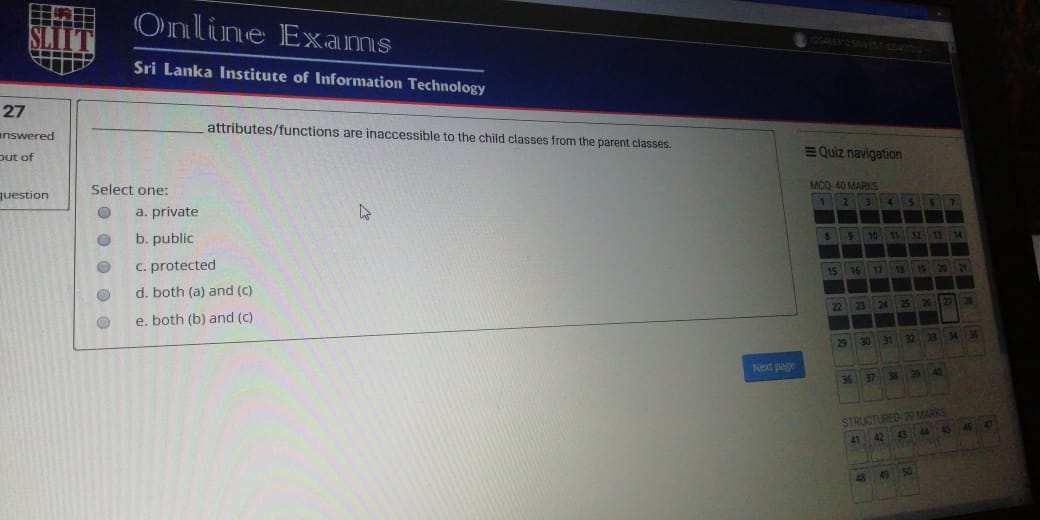 SLIIT
Online Exams
Sri Lanka Institute of Information Technology
27
nswered
out of
question
____________ attributes/functions are inaccessible to the child classes from the parent classes.
Select one:
a. private
b. public
c. protected
d. both (a) and (c)
e. both (b) and (c)
Next page
Quiz navigation
MCQ- 40 MARKS
1 2 3 4 5 6 7
8 9 10 11 12 13 14
15 16 17 18 19 20 21
22 23 24 25 26 27 28
29 30 31 32 33 34 35
36 37 38 39 40
STRUCTURED- 20 MARKS
41 42 43 44 45 46 47
48 49 50